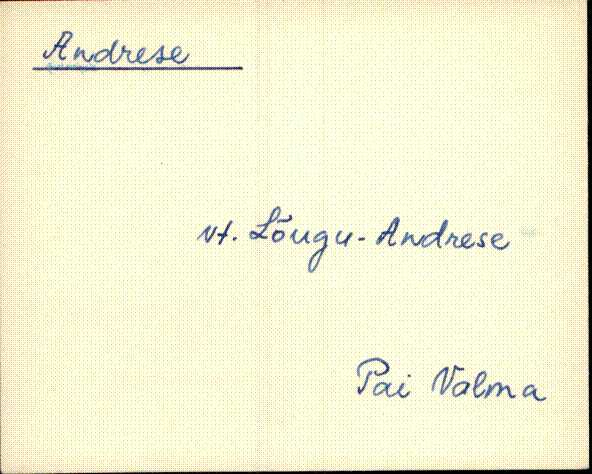 Andrese
vt. Lõugu-Andrese
Pai Valma